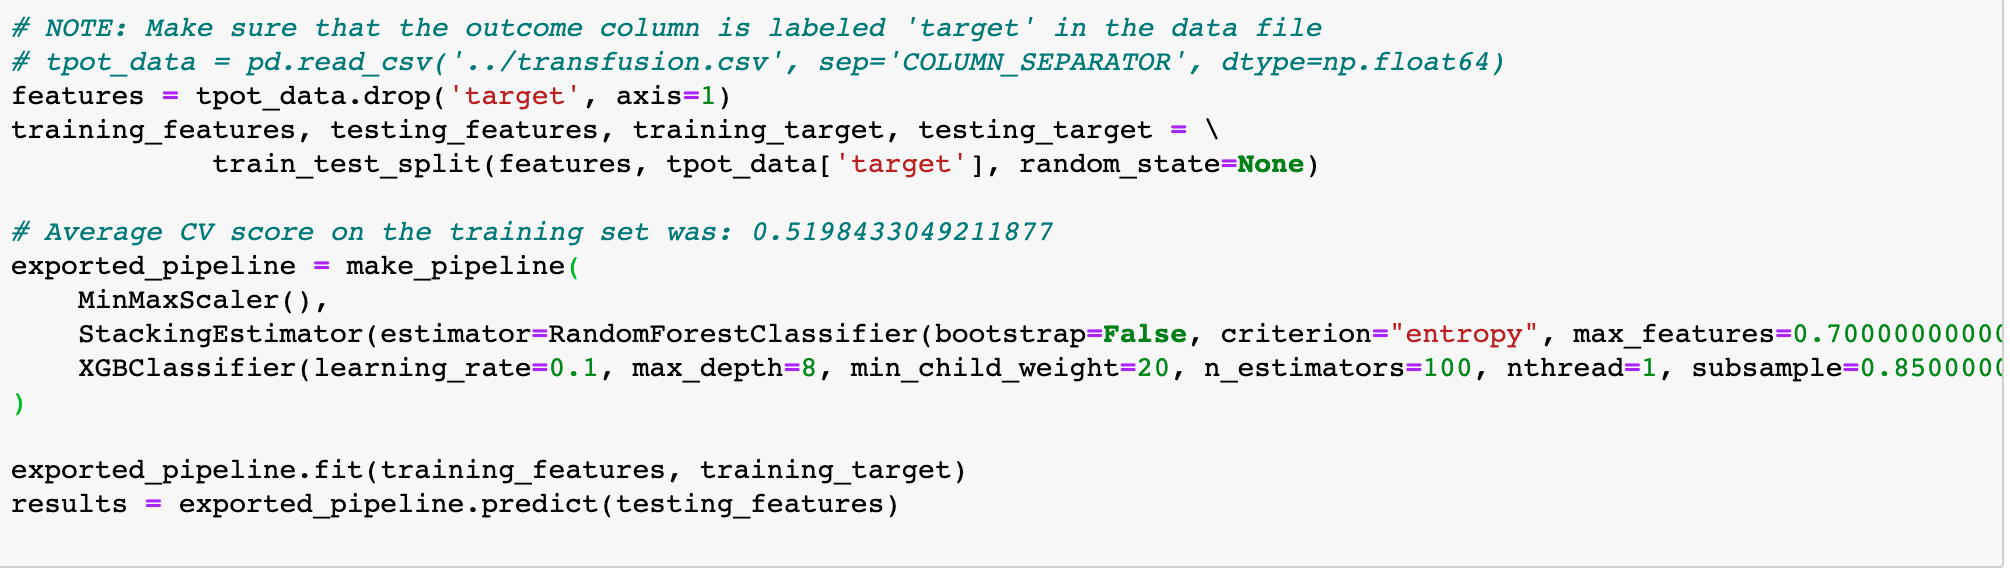 # NOTE: Make sure that the outcome column is labeled 'target' in the data file
# tpot_data = pd.read_csv('../transfusion.csv', sep='COLUMN_SEPARATOR', dtype=np.float64)
features = tpot_data.drop('target', axis=1)
training_features, testing_features, training_target, testing_target = \
            train_test_split(features, tpot_data['target'], random_state=None)
# Average CV score on the training set was: 0.5198433049211877
exported_pipeline = make_pipeline(
    MinMaxScaler(),
    StackingEstimator(estimator=RandomForestClassifier(bootstrap=False, criterion="entropy", max_features=0.70000000000
    XGBClassifier(learning_rate=0.1, max_depth=8, min_child_weight=20, n_estimators=100, nthread=1, subsample=0.8500000
)
exported_pipeline.fit(training_features, training_target)
results = exported_pipeline.predict(testing_features)